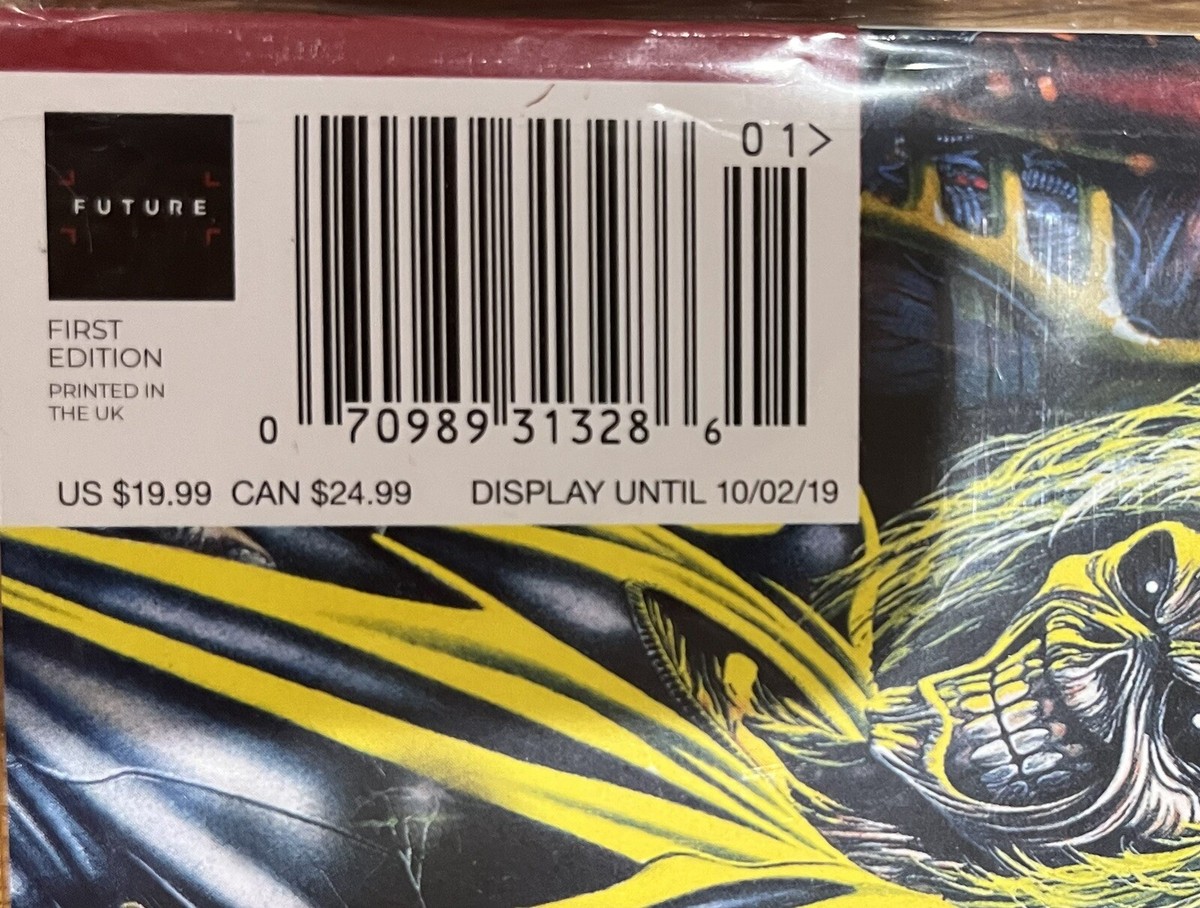 FUTURE
FIRST
EDITION
PRINTED IN
THE UK
01>
0 70989 31328 6
US $19.99 CAN $24.99 DISPLAY UNTIL 10/02/19